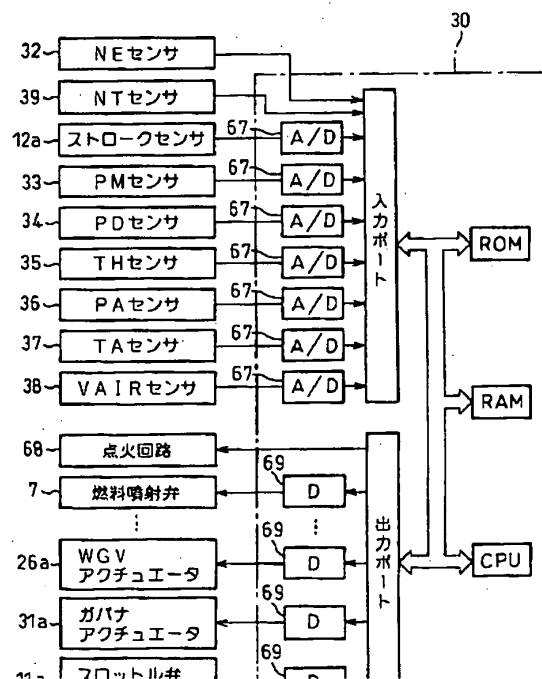 30
32 NEセンサ
39 NTセンサ
12a ストロークセンサ 67 A/D
33 PMセンサ 67 A/D
34 PDセンサ 67 A/D
35 THセンサ 67 A/D
36 PAセンサ 67 A/D
37 TAセンサ 67 A/D
38 VAIRセンサ 67 A/D
入力ポート
ROM
RAM
CPU
68 点火回路
7 燃料噴射弁 69 D
26a WGV
アクチュエータ 69 D
31a ガバナ
アクチュエータ 69 D
スロットル弁 69 D
出力ポート